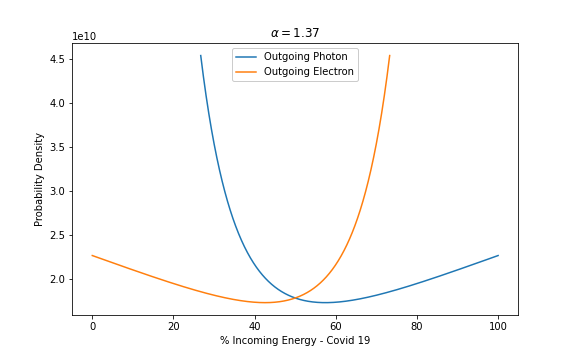 α = 1.37
1e10
Outgoing Photon
Outgoing Electron
4.5
4.0
3.5
3.0
2.5
2.0
Probability Density
0 20 40 60 80 100
% Incoming Energy - Covid 19